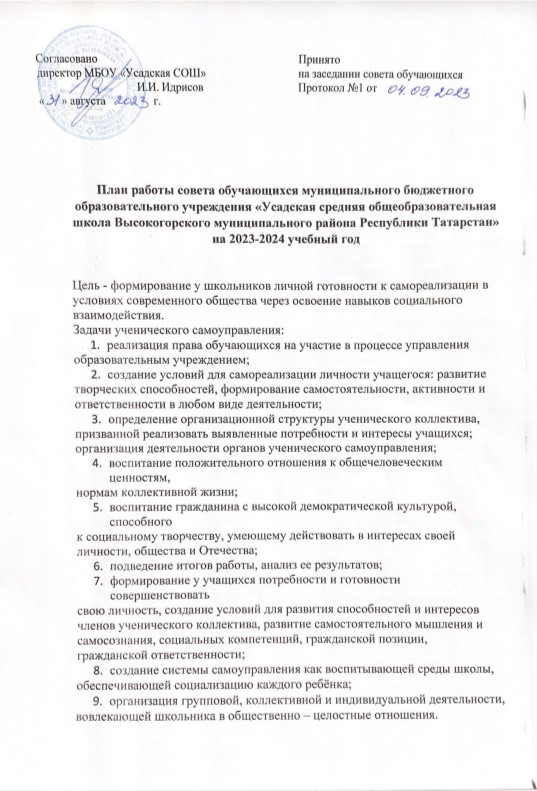 Согласовано
директор МБОУ «Усадская СОШ»
И.И. Идрисов
«31» августа 2023 г.
Принято
на заседании совета обучающихся
Протокол №1 от 04.09.2023
План работы совета обучающихся муниципального бюджетного
образовательного учреждения «Усадская средняя общеобразовательная
школа Высокогорского муниципального района Республики Татарстан»
на 2023-2024 учебный год
Цель - формирование у школьников личной готовности к самореализации в
условиях современного общества через освоение навыков социального
взаимодействия.
Задачи ученического самоуправления:
1. реализация права обучающихся на участие в процессе управления
образовательным учреждением;
2. создание условий для самореализации личности учащегося: развитие
творческих способностей, формирование самостоятельности, активности и
ответственности в любом виде деятельности;
3. определение организационной структуры ученического коллектива,
призванной реализовать выявленные потребности и интересы учащихся;
организация деятельности органов ученического самоуправления;
4. воспитание положительного отношения к общечеловеческим
ценностям,
нормам коллективной жизни;
5. воспитание гражданина с высокой демократической культурой,
способного
к социальному творчеству, умеющему действовать в интересах своей
личности, общества и Отечества;
6. подведение итогов работы, анализ ее результатов;
7. формирование у учащихся потребности и готовности
совершенствовать
свою личность, создание условий для развития способностей и интересов
членов ученического коллектива, развитие самостоятельного мышления и
самосознания, социальных компетенций, гражданской позиции,
гражданской ответственности;
8. создание системы самоуправления как воспитывающей среды школы,
обеспечивающей социализацию каждого ребёнка;
9. организация групповой, коллективной и индивидуальной деятельности,
вовлекающей школьника в общественно – целостные отношения.